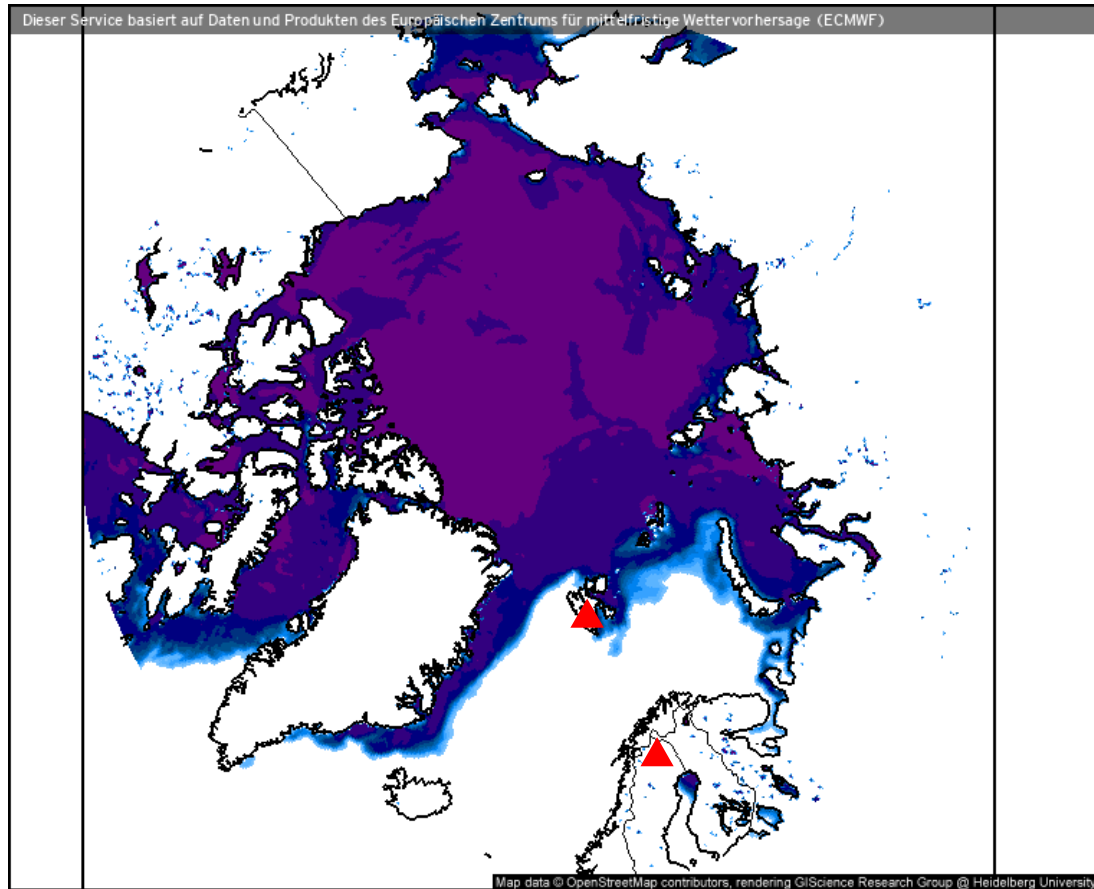 Dieser Service basiert auf Daten und Produkten des Europäischen Zentrums für mittelfristige Wettervorhersage (ECMWF)
Map data © OpenStreetMap contributors, rendering GIScience Research Group @ Heidelberg University